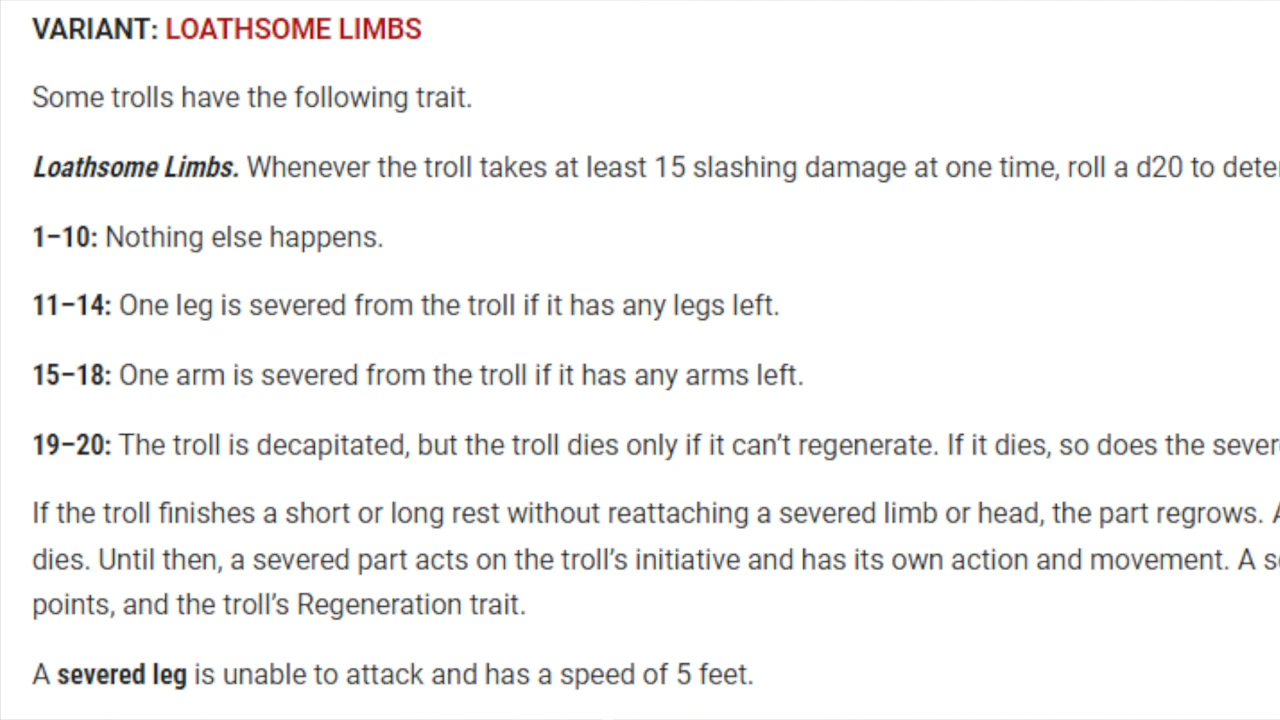 VARIANT: LOATHSOME LIMBS
Some trolls have the following trait.
Loathsome Limbs. Whenever the troll takes at least 15 slashing damage at one time, roll a d20 to
1–10: Nothing else happens.
11–14: One leg is severed from the troll if it has any legs left.
15–18: One arm is severed from the troll if it has any arms left.
19–20: The troll is decapitated, but the troll dies only if it can’t regenerate. If it dies, so does the
If the troll finishes a short or long rest without reattaching a severed limb or head, the part regrows.
dies. Until then, a severed part acts on the troll’s initiative and has its own action and movement. A
points, and the troll’s Regeneration trait.
A severed leg is unable to attack and has a speed of 5 feet.